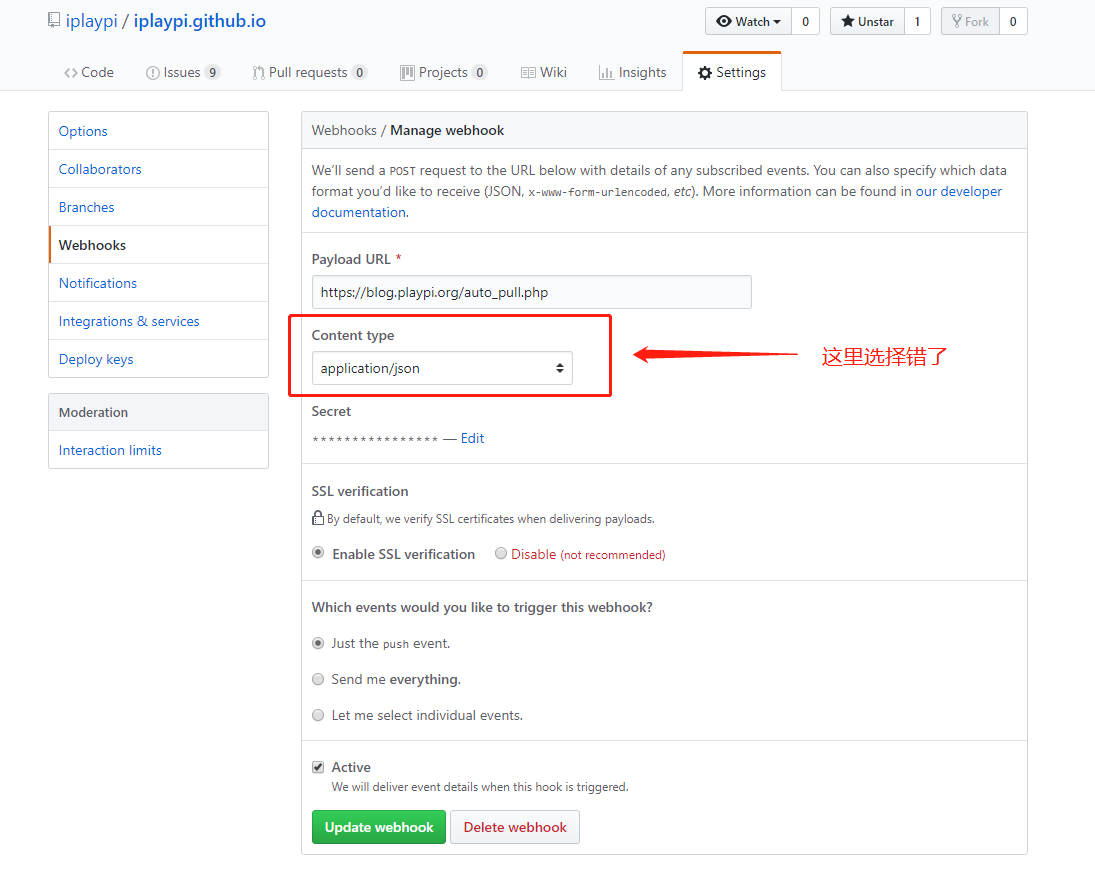 iplaypi / iplaypi.github.io
Watch 0 Unstar 1 Fork 0
Code Issues 9 Pull requests 0 Projects 0 Wiki Insights Settings
Options
Collaborators
Branches
Webhooks
Notifications
Integrations & services
Deploy keys
Moderation
Interaction limits
Webhooks / Manage webhook
We'll send a POST request to the URL below with details of any subscribed events. You can also specify which data
format you'd like to receive (JSON, x-www-form-urlencoded, etc). More information can be found in our developer
documentation.
Payload URL *
https://blog.playpi.org/auto_pull.php
Content type
application/json
这里选择错了
Secret
**************** — Edit
SSL verification
By default, we verify SSL certificates when delivering payloads.
Enable SSL verification Disable (not recommended)
Which events would you like to trigger this webhook?
Just the push event.
Send me everything.
Let me select individual events.
Active
We will deliver event details when this hook is triggered.
Update webhook Delete webhook